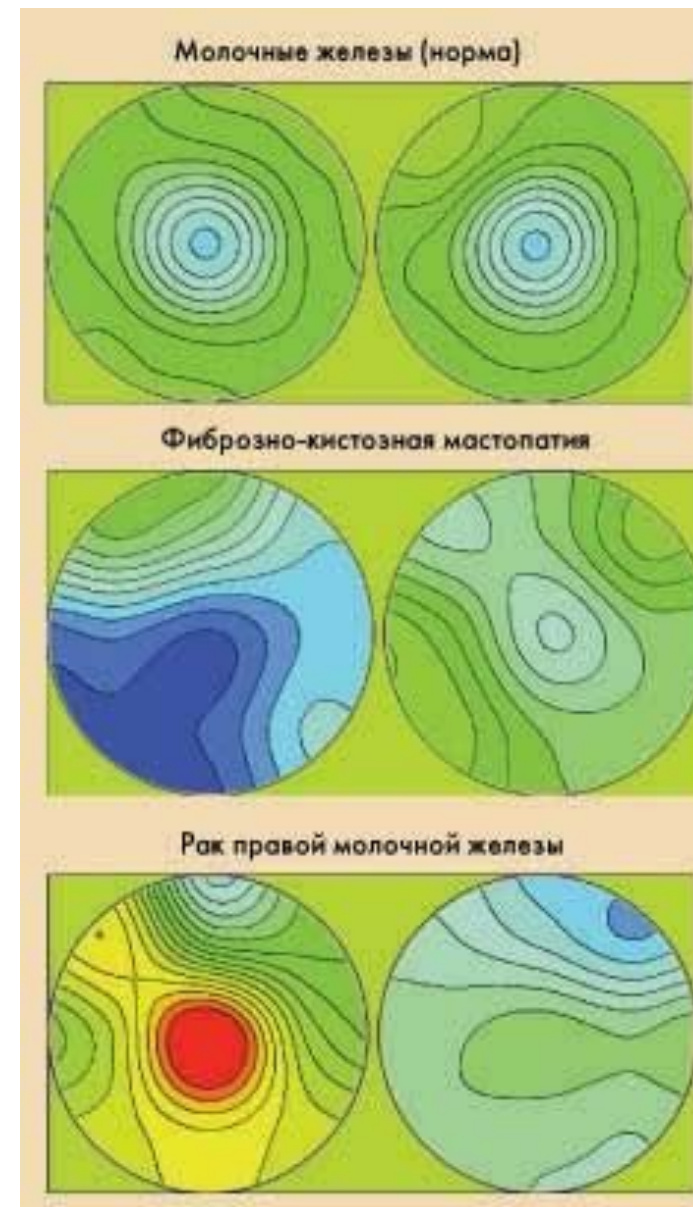 Молочные железы (норма)
Фиброзно-кистозная мастопатия
Рак правой молочной железы